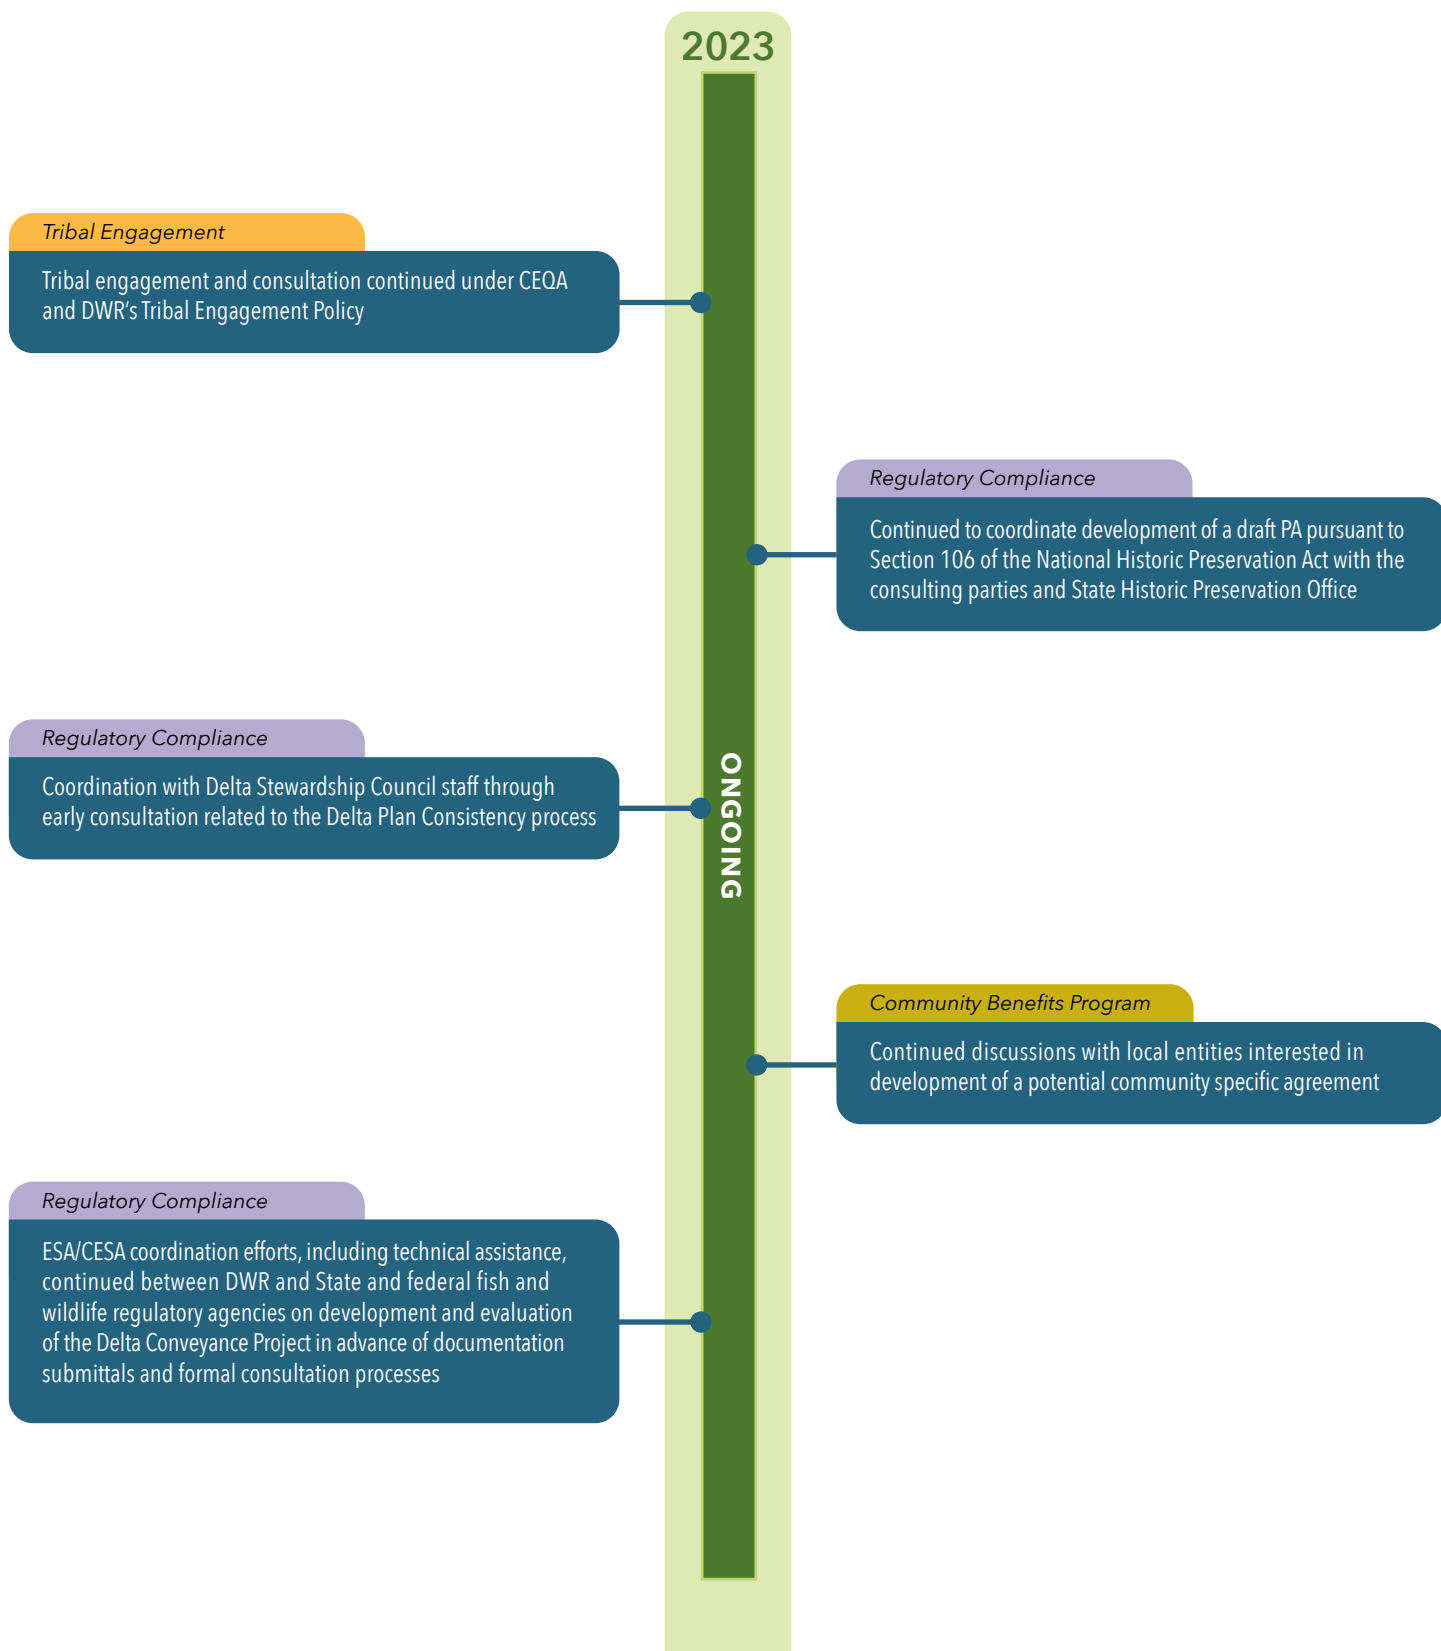 2023
Tribal Engagement
Tribal engagement and consultation continued under CEQA
and DWR's Tribal Engagement Policy
Regulatory Compliance
Continued to coordinate development of a draft PA pursuant to
Section 106 of the National Historic Preservation Act with the
consulting parties and State Historic Preservation Office
Regulatory Compliance
Coordination with Delta Stewardship Council staff through
early consultation related to the Delta Plan Consistency process
ONGOING
Community Benefits Program
Continued discussions with local entities interested in
development of a potential community specific agreement
Regulatory Compliance
ESA/CESA coordination efforts, including technical assistance,
continued between DWR and State and federal fish and
wildlife regulatory agencies on development and evaluation
of the Delta Conveyance Project in advance of documentation
submittals and formal consultation processes